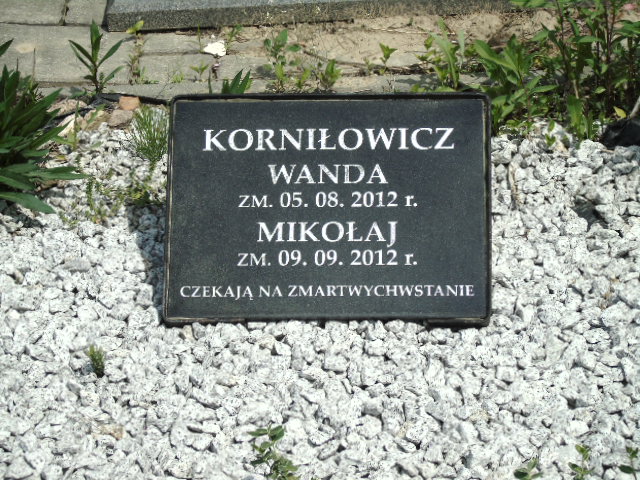 KORNIŁOWICZ
WANDA
ZM. 05. 08. 2012 r.
MIKOŁAJ
ZM. 09. 09. 2012 r.
CZEKAJĄ NA ZMARTWYCHWSTANIE